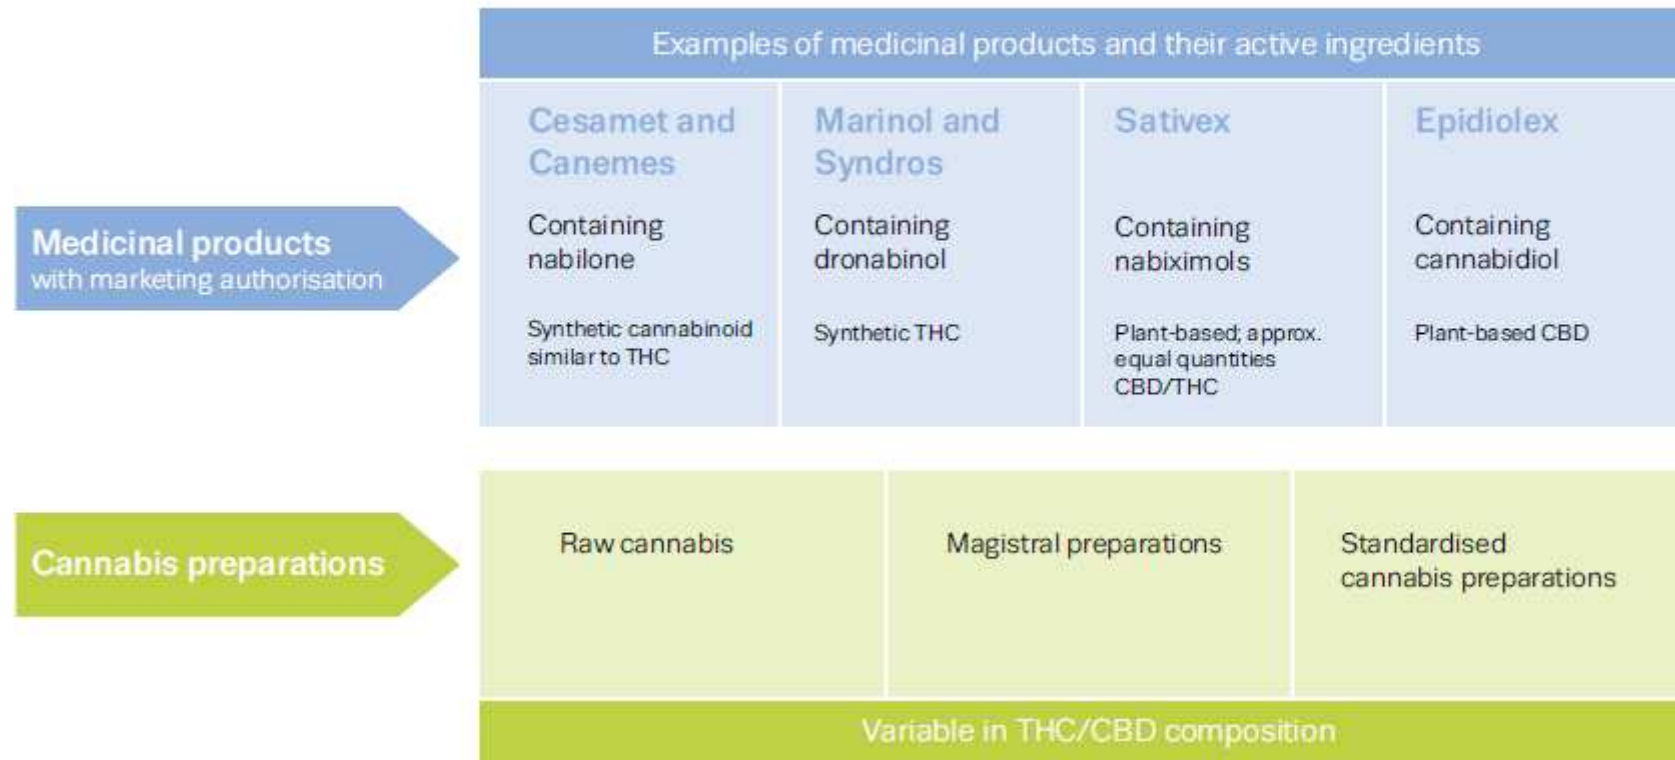 Examples of medicinal products and their active ingredients
Medicinal products
with marketing authorisation
Cesamet and
Canemes
Containing
nabilone
Synthetic cannabinoid
similar to THC
Marinol and
Syndros
Containing
dronabinol
Synthetic THC
Sativex
Containing
nabiximols
Plant-based; approx.
equal quantities
CBD/THC
Epidiolex
Containing
cannabidiol
Plant-based CBD
Cannabis preparations
Raw cannabis
Magistral preparations
Standardised
cannabis preparations
Variable in THC/CBD composition